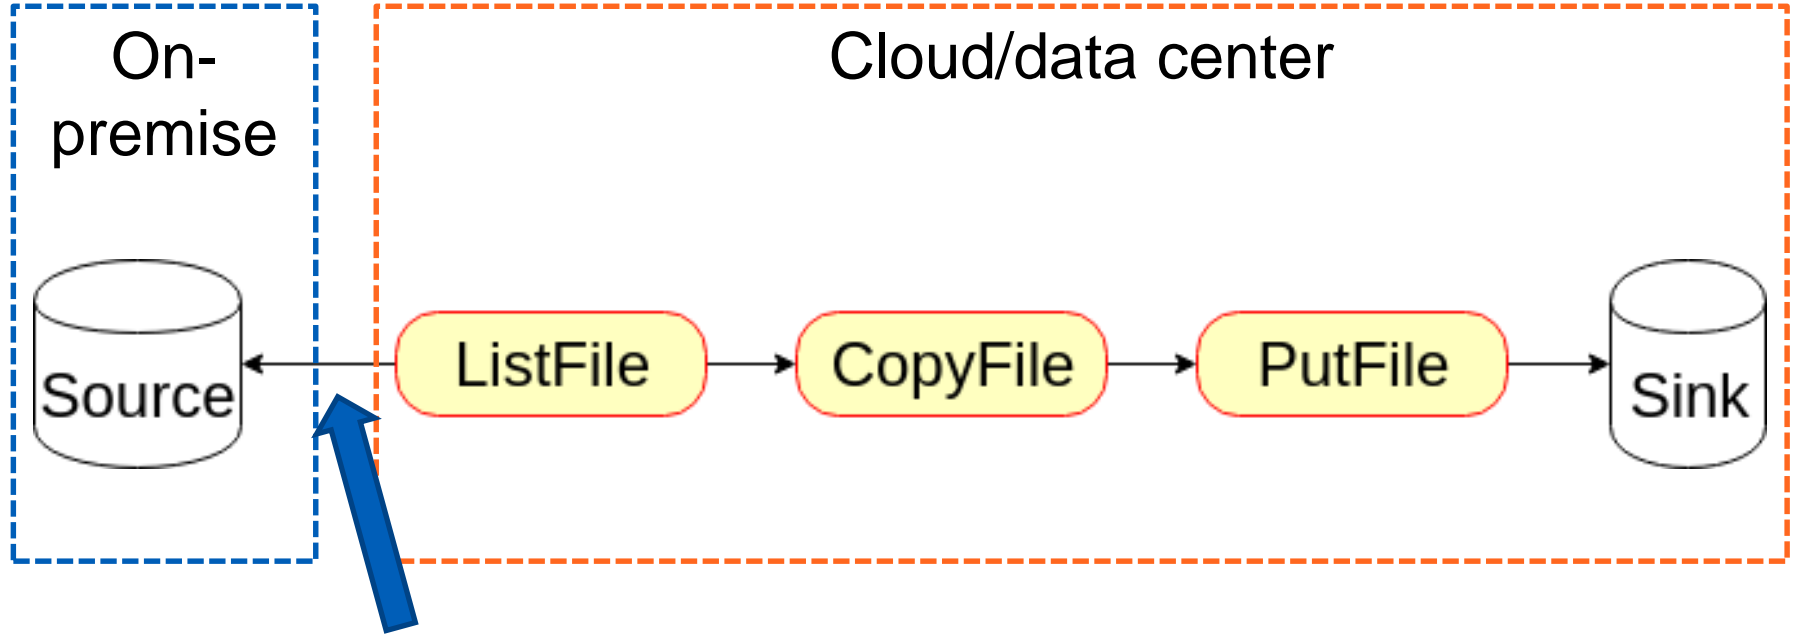 On-
premise
Cloud/data center
Source
ListFile
CopyFile
PutFile
Sink